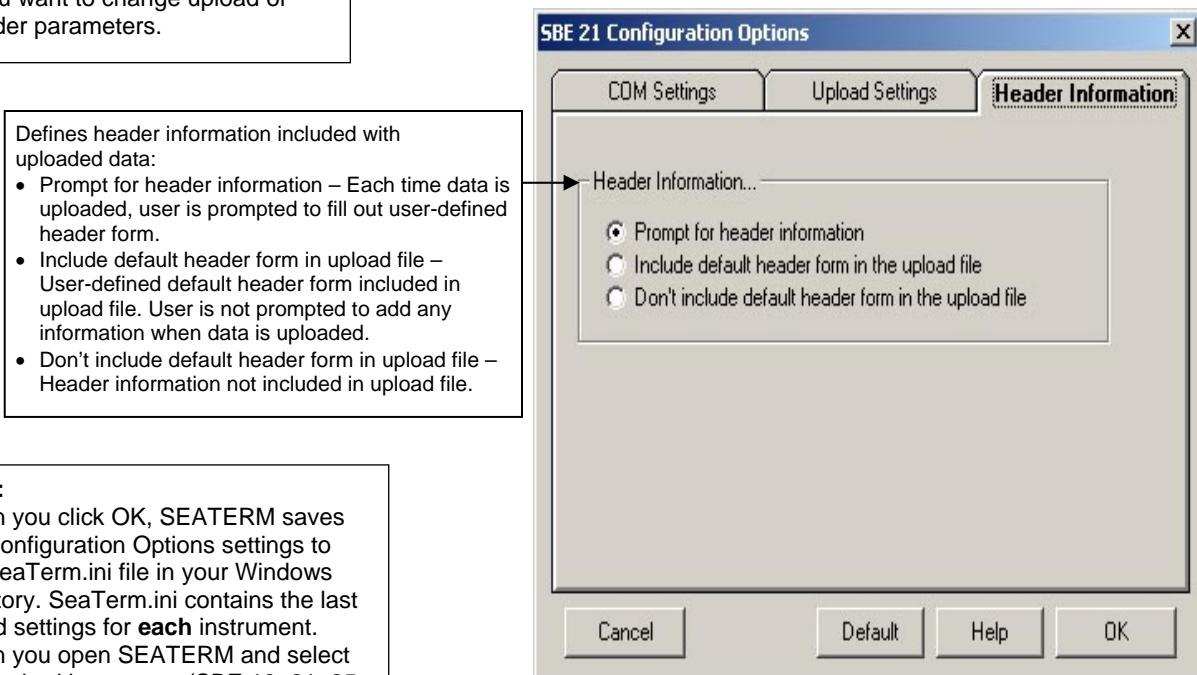 u want to change upload or
der parameters.
Defines header information included with
uploaded data:
• Prompt for header information – Each time data is
uploaded, user is prompted to fill out user-defined
header form.
• Include default header form in upload file –
User-defined default header form included in
upload file. User is not prompted to add any
information when data is uploaded.
• Don't include default header form in upload file –
Header information not included in upload file.
:
n you click OK, SEATERM saves
onfiguration Options settings to
eaTerm.ini file in your Windows
tory. SeaTerm.ini contains the last
d settings for each instrument.
n you open SEATERM and select
SBE 21 Configuration Options
COM Settings
Upload Settings
Header Information
Header Information...
Prompt for header information
Include default header form in the upload file
Don't include default header form in the upload file
Cancel
Default
Help
OK